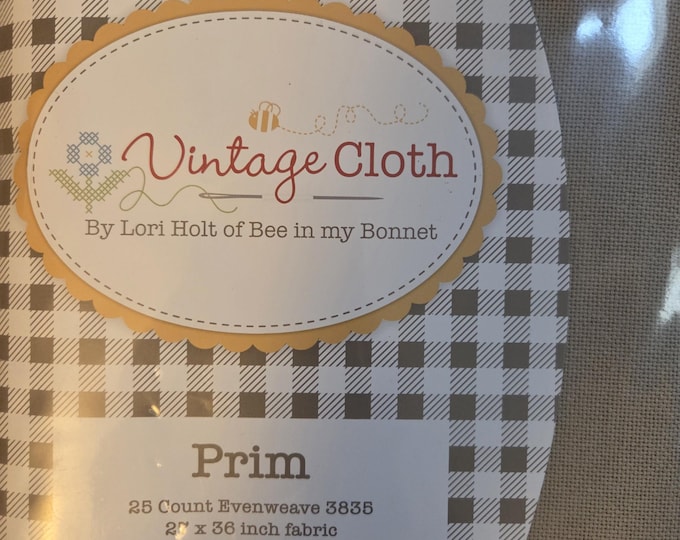 Vintage Cloth
By Lori Holt of Bee in my Bonnet
Prim
25 Count Evenweave 3835
x 36 inch fabric